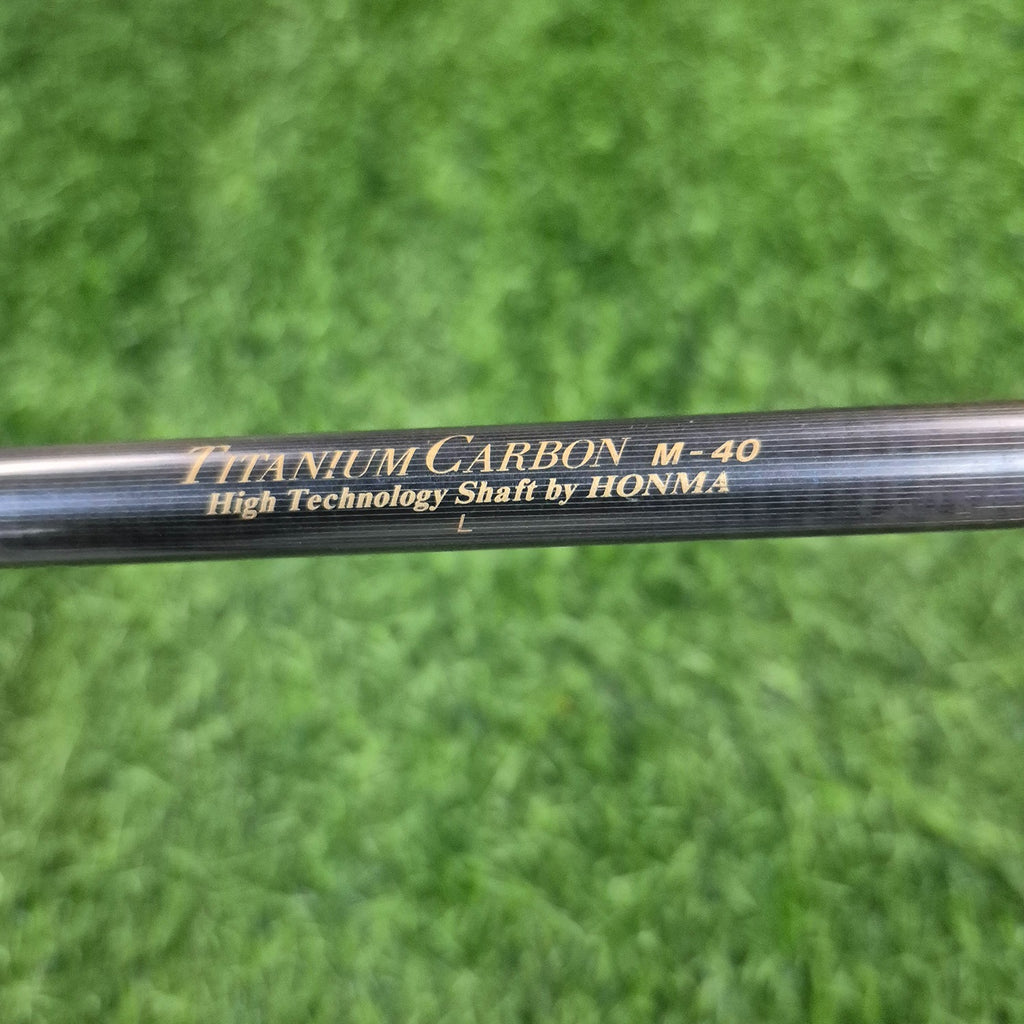 TITANIUM CARBON M-40
High Technology Shaft by HONMA
L